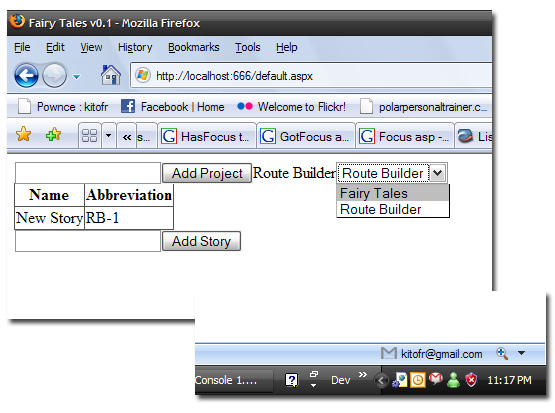 Fairy Tales v0.1 - Mozilla Firefox
File Edit View History Bookmarks Tools Help
http://localhost:666/default.aspx
Pownce : kitofr Facebook | Home Welcome to Flickr! polarpersonaltrainer.c...
« s... HasFocus t... GotFocus a... Focus asp -... Lis
Add Project Route Builder Route Builder
Name Abbreviation Fairy Tales
New Story RB-1 Route Builder
Add Story
kitofr@gmail.com
Console 1.... ? Dev » 11:17 PM